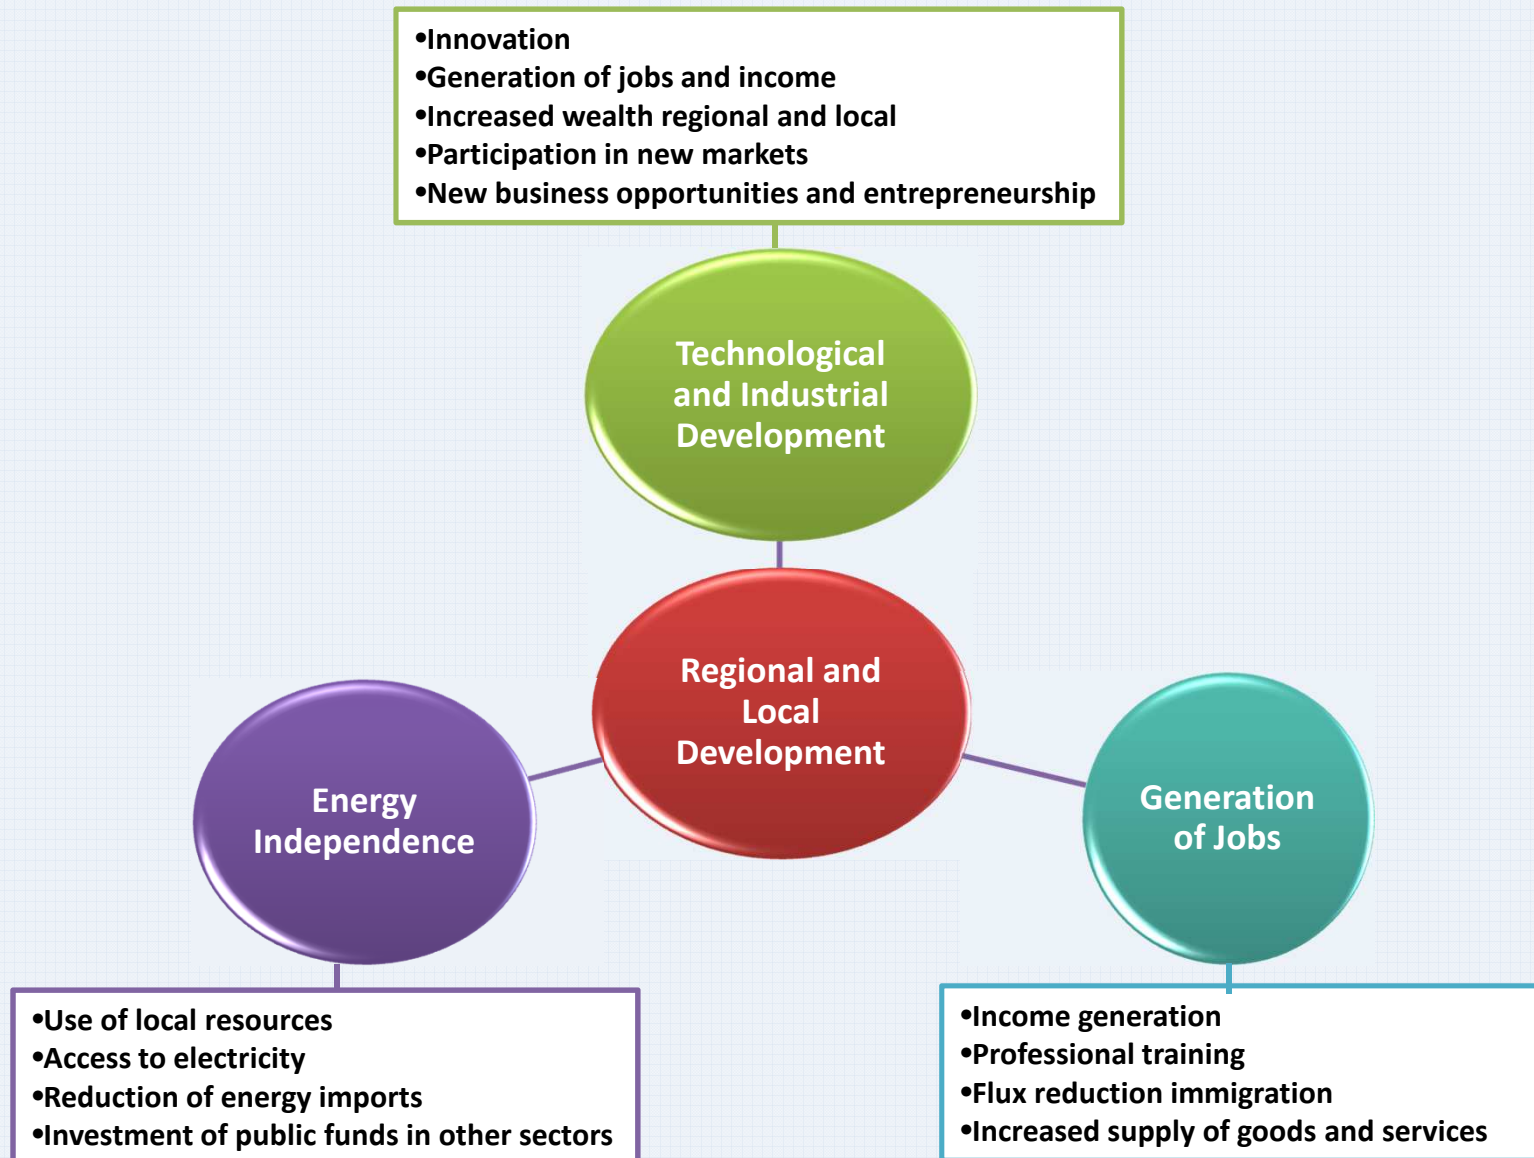 •Innovation
•Generation of jobs and income
•Increased wealth regional and local
•Participation in new markets
•New business opportunities and entrepreneurship
Technological
and Industrial
Development
Regional and
Local
Development
Energy
Independence
Generation
of Jobs
•Use of local resources
•Access to electricity
•Reduction of energy imports
•Investment of public funds in other sectors
•Income generation
•Professional training
•Flux reduction immigration
•Increased supply of goods and services